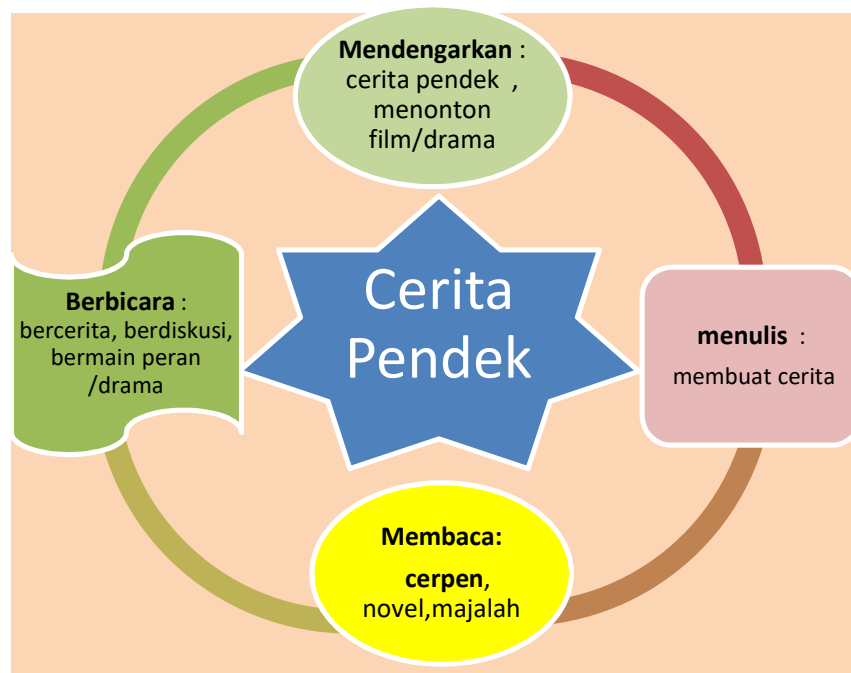 Mendengarkan :
cerita pendek ,
menonton
film/drama
Cerita
Pendek
Berbicara :
bercerita, berdiskusi,
bermain peran
/drama
menulis :
membuat cerita
Membaca:
cerpen,
novel,majalah